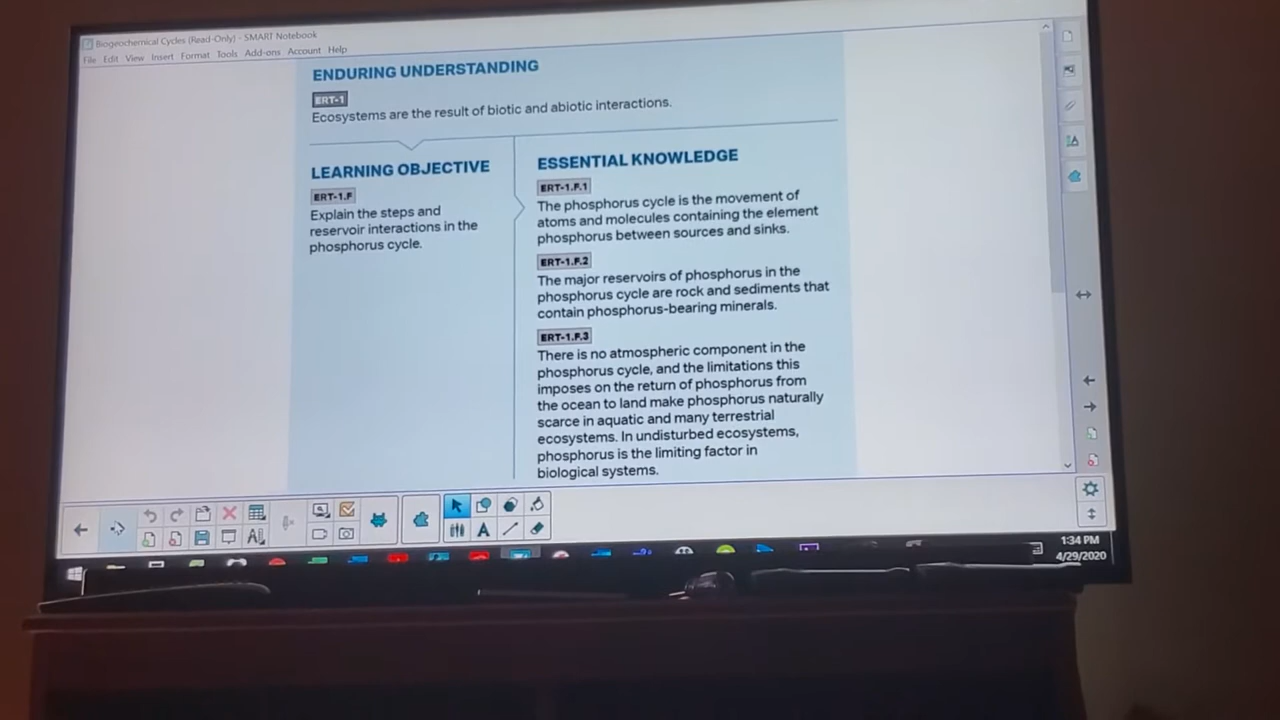 Biogeochemical Cycles (Read-Only) - SMART Notebook
File Edit View Insert Format Tools Add-ons Account Help
ENDURING UNDERSTANDING
ERT-1
Ecosystems are the result of biotic and abiotic interactions.
LEARNING OBJECTIVE
ERT-1.F
Explain the steps and
reservoir interactions in the
phosphorus cycle.
ESSENTIAL KNOWLEDGE
ERT-1.F.1
The phosphorus cycle is the movement of
atoms and molecules containing the element
phosphorus between sources and sinks.
ERT-1.F.2
The major reservoirs of phosphorus in the
phosphorus cycle are rock and sediments that
contain phosphorus-bearing minerals.
ERT-1.F.3
There is no atmospheric component in the
phosphorus cycle, and the limitations this
imposes on the return of phosphorus from
the ocean to land make phosphorus naturally
scarce in aquatic and many terrestrial
ecosystems. In undisturbed ecosystems,
phosphorus is the limiting factor in
biological systems.
1:34 PM
4/29/2020